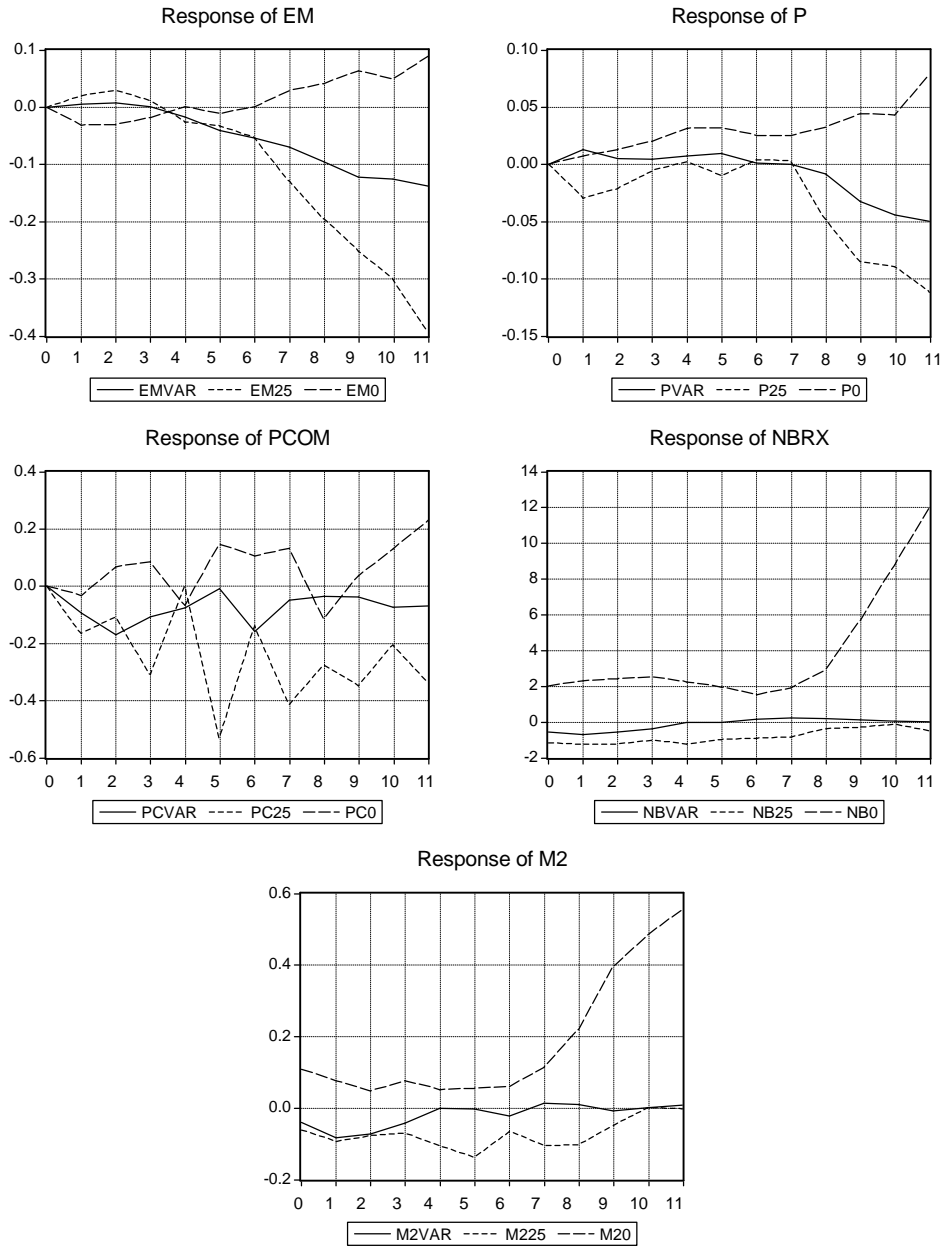 Response of EM
0.1
0.0
-0.1
-0.2
-0.3
-0.4
0 1 2 3 4 5 6 7 8 9 10 11
EMVAR EM25 EM0
Response of P
0.10
0.05
0.00
-0.05
-0.10
-0.15
0 1 2 3 4 5 6 7 8 9 10 11
PVAR P25 P0
Response of PCOM
0.4
0.2
0.0
-0.2
-0.4
-0.6
0 1 2 3 4 5 6 7 8 9 10 11
PCVAR PC25 PC0
Response of NBRX
14
12
10
8
6
4
2
0
-2
0 1 2 3 4 5 6 7 8 9 10 11
NBVAR NB25 NB0
Response of M2
0.6
0.4
0.2
0.0
-0.2
0 1 2 3 4 5 6 7 8 9 10 11
M2VAR M225 M20